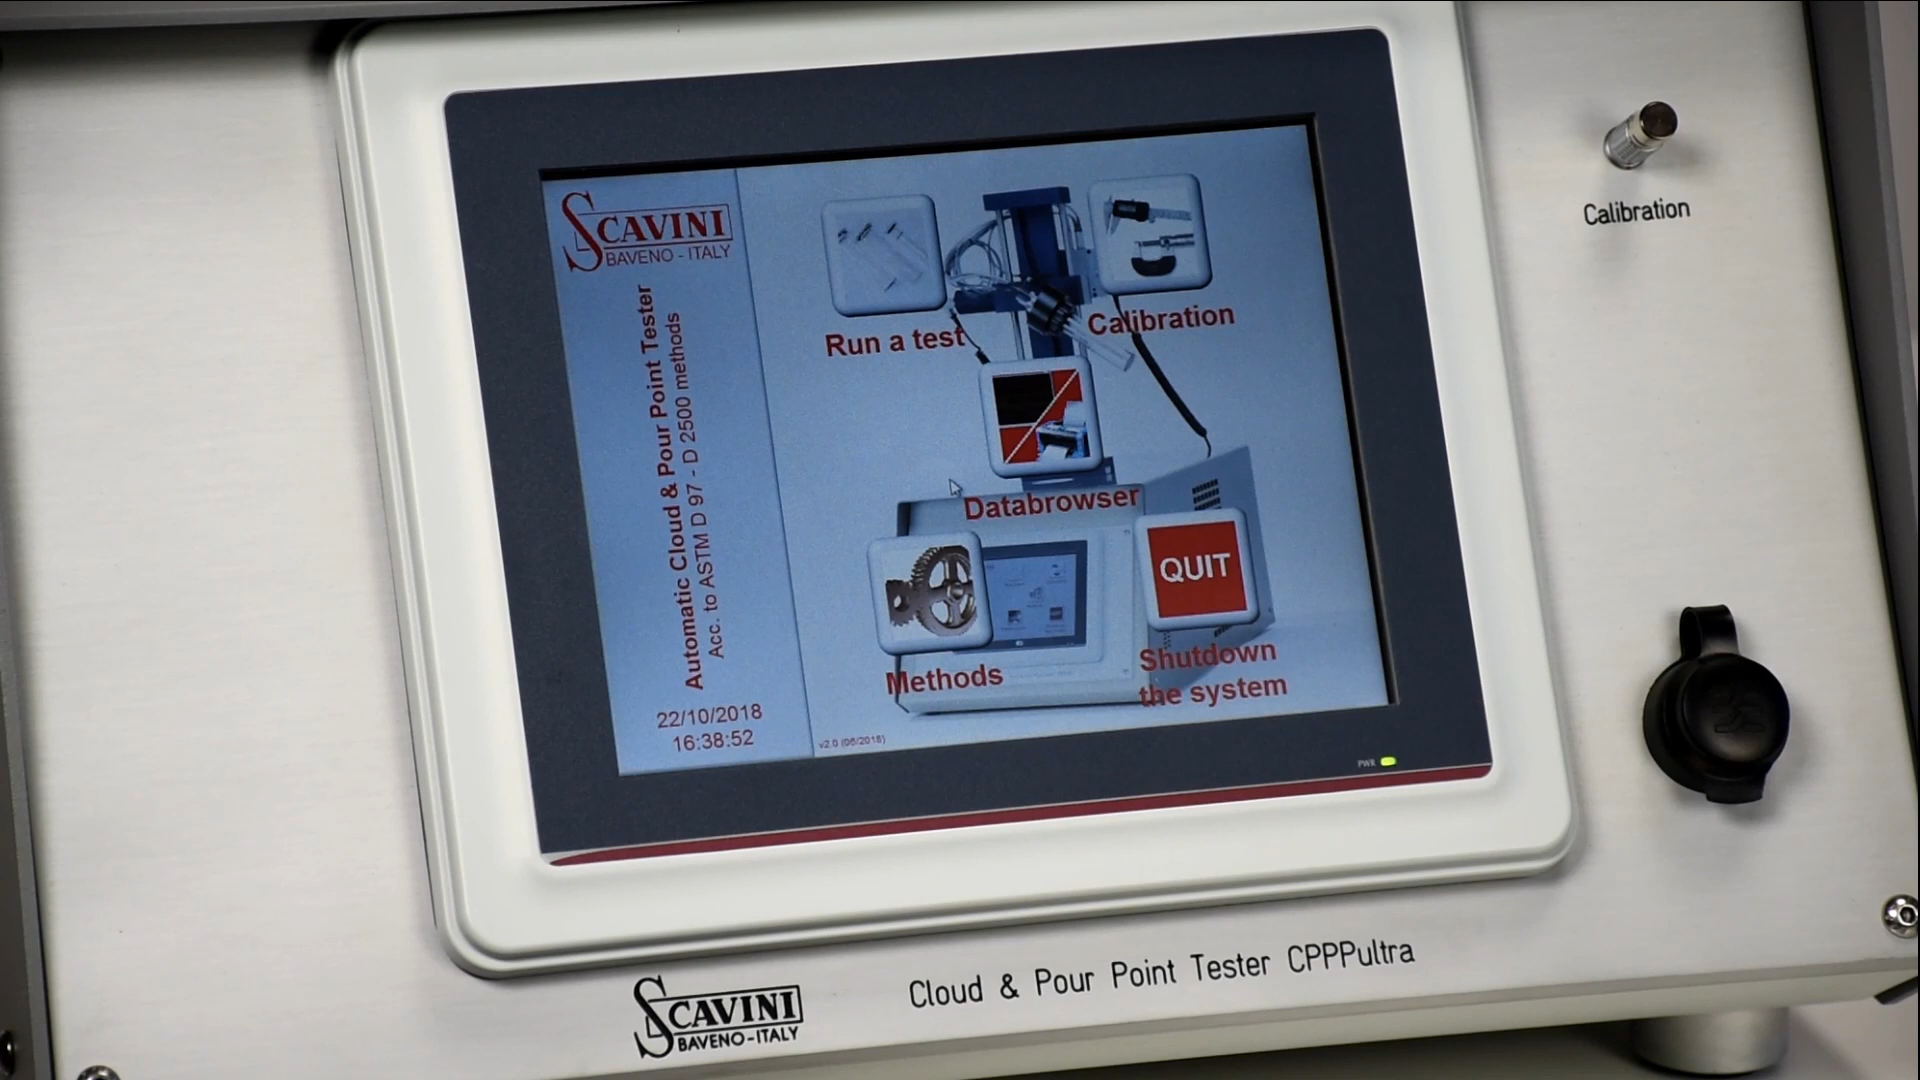 SCAVINI
BAVENO - ITALY
Automatic Cloud & Pour Point Tester
Acc. to ASTM D 97 - D 2500 methods
22/10/2018
16:38:52
Run a test
Calibration
Databrowser
Methods
QUIT
Shutdown
the system
v2.0 (06/2018)
PWR
Calibration
SCAVINI
BAVENO-ITALY
Cloud & Pour Point Tester CPPPultra